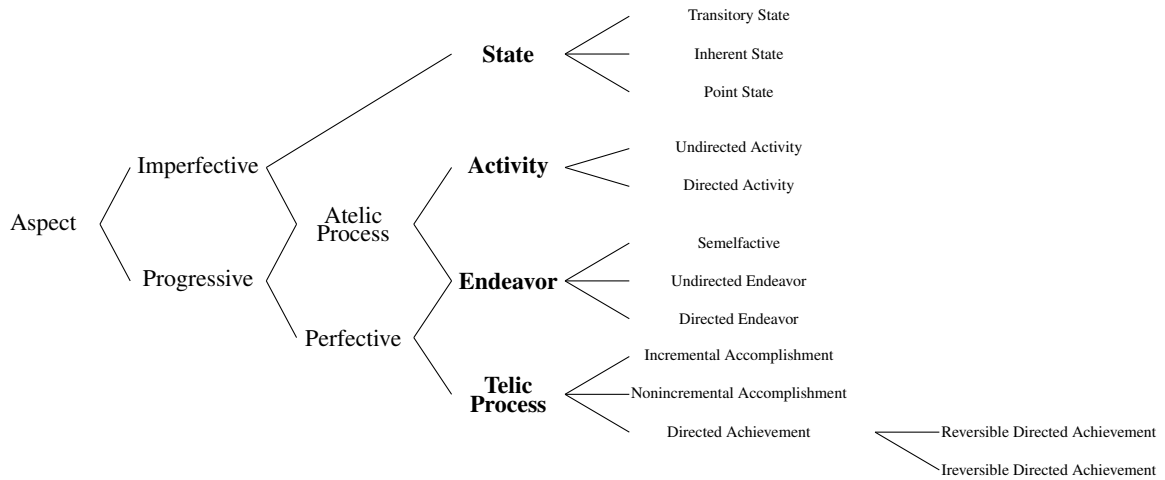 Transitory State
State
Inherent State
Point State
Imperfective
Activity
Undirected Activity
Directed Activity
Aspect
Atelic
Process
Progressive
Semelfactive
Endeavor
Undirected Endeavor
Directed Endeavor
Perfective
Incremental Accomplishment
Telic
Process
Nonincremental Accomplishment
Directed Achievement
Reversible Directed Achievement
Ireversible Directed Achievement